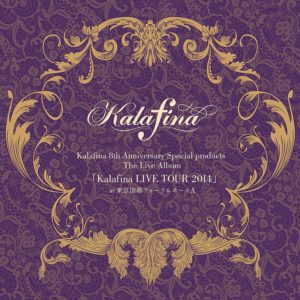 Kalafina
Kalafina 8th Anniversary Special products
The Live Album
「Kalafina LIVE TOUR 2014」
at 東京国際フォーラム ホールA